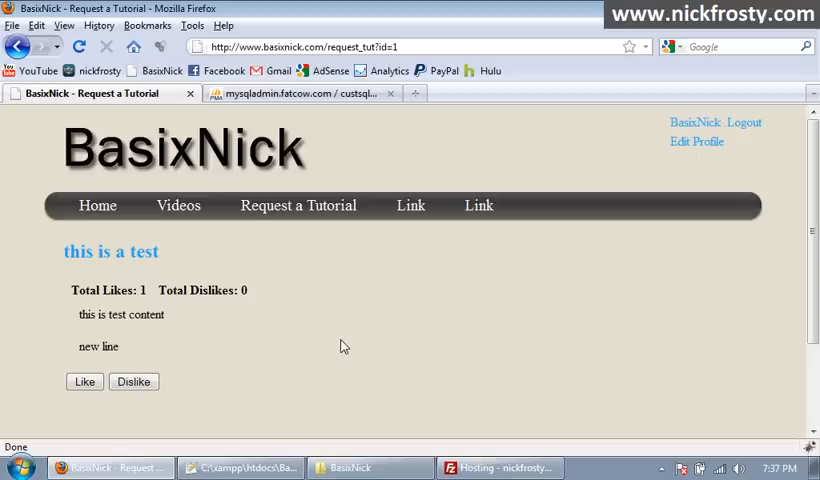 BasixNick - Request a Tutorial - Mozilla Firefox
www.nickfrosty.com
File Edit View History Bookmarks Tools Help
http://www.basixnick.com/request_tut?id=1
Google
YouTube nickfrosty BasixNick Facebook AdSense Gmail Analytics PayPal Hulu
BasixNick - Request a Tutorial
mysqladmin.fatcow.com / custsql...
BasixNick Logout
Edit Profile
BasixNick
Home Videos Request a Tutorial Link Link
this is a test
Total Likes: 1 Total Dislikes: 0
this is test content
new line
Like Dislike
Done
BasixNick - Request ...
C:\xampp\htdocs\Ba...
BasixNick
Hosting - nickfrosty...
7:37 PM